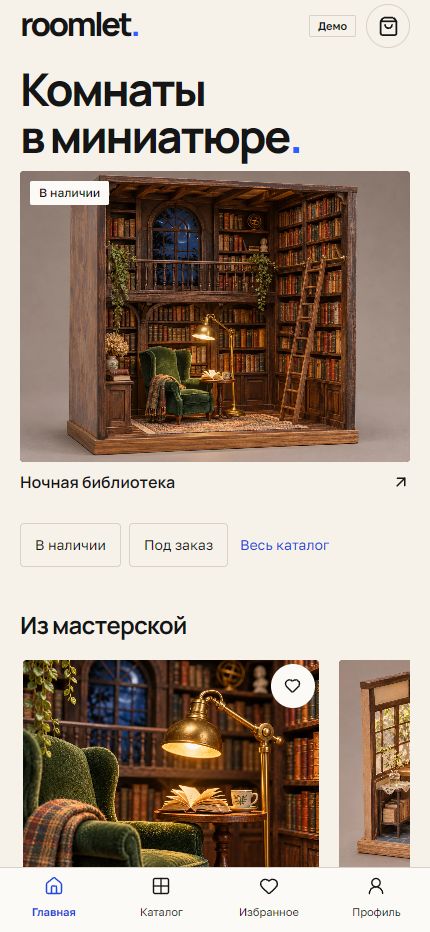 roomlet.
Демо
Комнаты
в миниатюре.
В наличии
Ночная библиотека
В наличии
Под заказ
Весь каталог
Из мастерской
Главная
Каталог
Избранное
Профиль